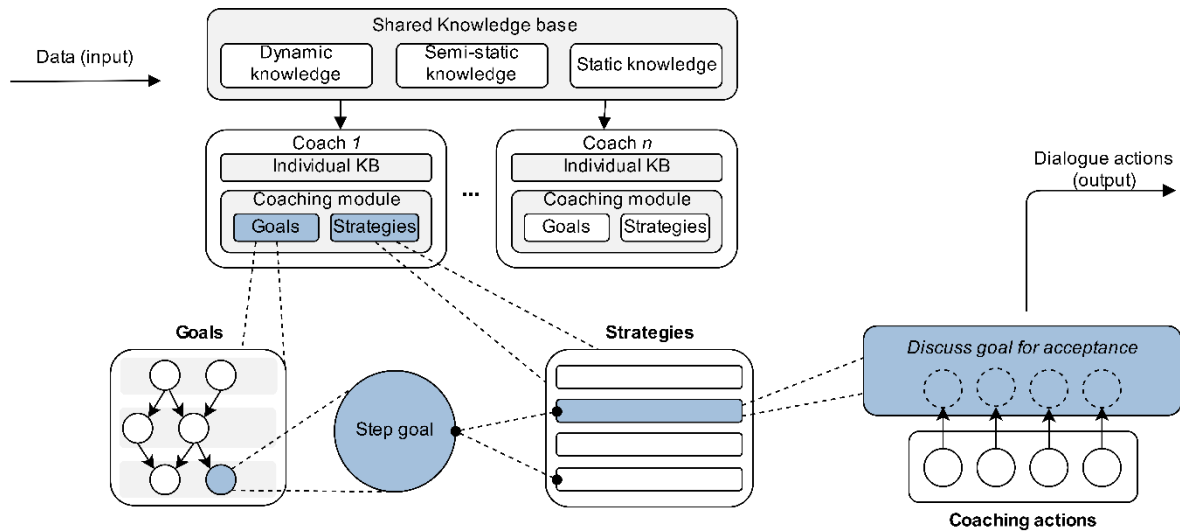 Shared Knowledge base
Data (input)
Dynamic
knowledge
Semi-static
knowledge
Static knowledge
Coach 1
Individual KB
Coaching module
Goals
Strategies
...
Coach n
Individual KB
Coaching module
Goals
Strategies
Dialogue actions
(output)
Goals
Step goal
Strategies
Discuss goal for acceptance
Coaching actions